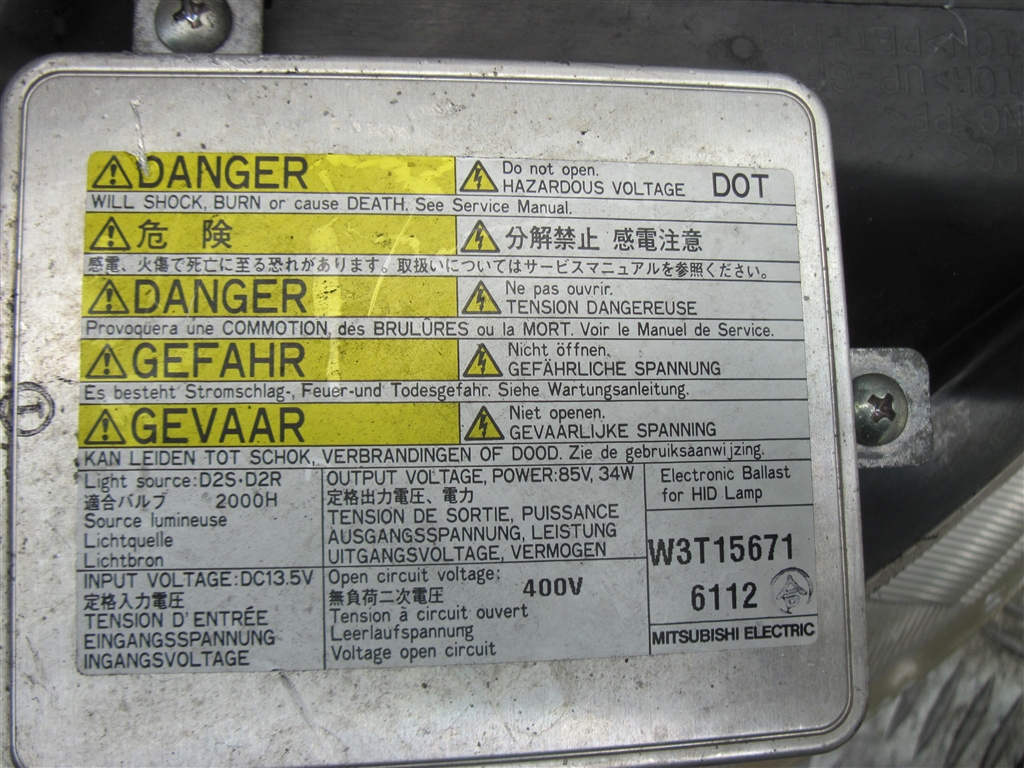 DANGER Do not open. HAZARDOUS VOLTAGE DOT
WILL SHOCK, BURN or cause DEATH. See Service Manual.
危 険 分解禁止 感電注意
感電、火傷で死亡に至る恐れがあります。取扱いについてはサービスマニュアルを参照ください。
DANGER Ne pas ouvrir.
TENSION DANGEREUSE
Provoquera une COMMOTION, des BRULÛRES ou la MORT. Voir le Manuel de Service.
GEFAHR Nicht öffnen.
GEFÄHRLICHE SPANNUNG
Es besteht Stromschlag-, Feuer-und Todesgefahr. Siehe Wartungsanleitung.
GEVAAR Niet openen.
GEVAARLIJKE SPANNING
KAN LEIDEN TOT SCHOK, VERBRANDINGEN OF DOOD. Zie de gebruiksaanwijzing.
Light source:D2S·D2R
適合バルブ 2000H
Source lumineuse
Lichtquelle
Lichtbron
OUTPUT VOLTAGE, POWER:85V, 34W
定格出力電圧、電力
TENSION DE SORTIE, PUISSANCE
AUSGANGSSPANNUNG, LEISTUNG
UITGANGSVOLTAGE, VERMOGEN
Electronic Ballast
for HID Lamp
W3T15671
6112
MITSUBISHI ELECTRIC
INPUT VOLTAGE:DC13.5V
定格入力電圧
TENSION D'ENTRÉE
EINGANGSSPANNUNG
INGANGSVOLTAGE
Open circuit voltage:
無負荷二次電圧 400V
Tension à circuit ouvert
Leerlaufspannung
Voltage open circuit